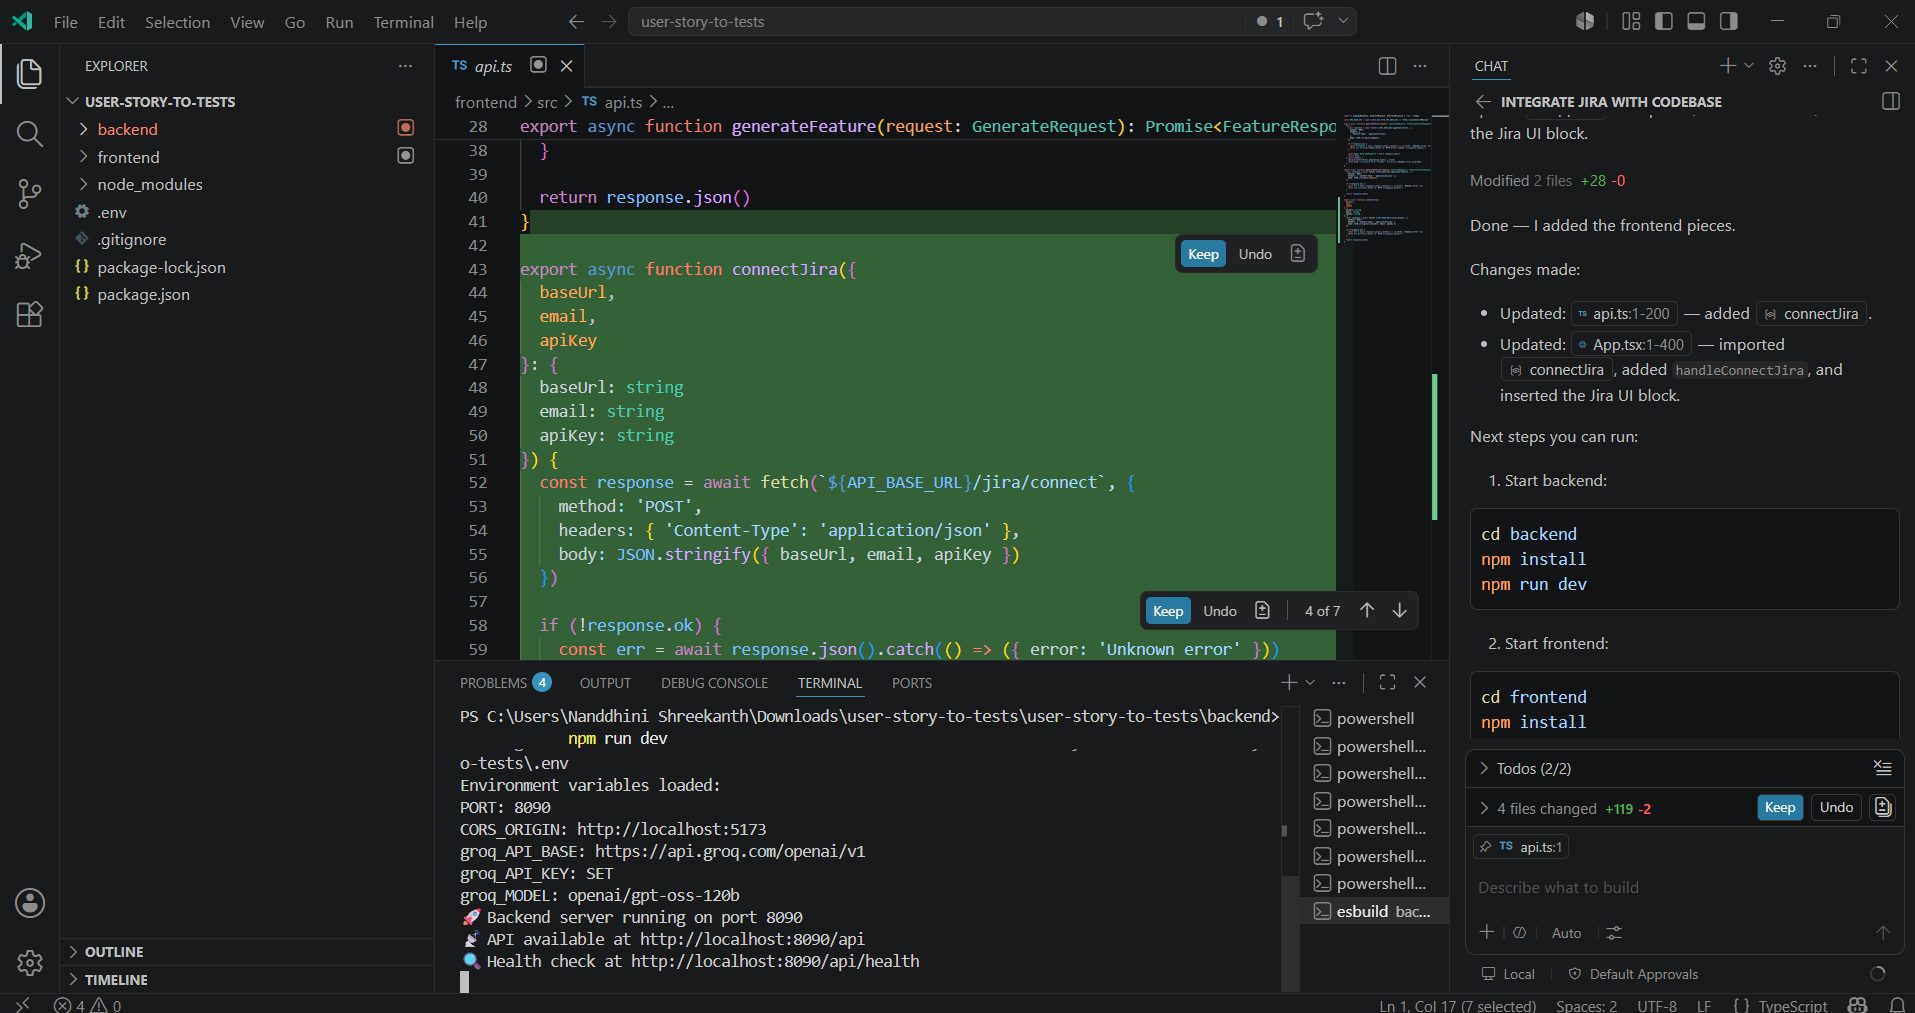 File Edit Selection View Go Run Terminal Help
user-story-to-tests
1
EXPLORER
USER-STORY-TO-TESTS
backend
frontend
node_modules
.env
.gitignore
package-lock.json
package.json
OUTLINE
TIMELINE
TS api.ts
frontend > src > TS api.ts > ...
28 export async function generateFeature(request: GenerateRequest): Promise<FeatureRespo
38 }
39
40 return response.json()
41 }
42
43 export async function connectJira({
44 baseUrl,
45 email,
46 apiKey
47 }: {
48 baseUrl: string
49 email: string
50 apiKey: string
51 }) {
52 const response = await fetch(`${API_BASE_URL}/jira/connect`, {
53 method: 'POST',
54 headers: { 'Content-Type': 'application/json' },
55 body: JSON.stringify({ baseUrl, email, apiKey })
56 })
57
58 if (!response.ok) {
59 const err = await response.json().catch(() => ({ error: 'Unknown error' }))
Keep Undo
Keep Undo 4 of 7
PROBLEMS 4 OUTPUT DEBUG CONSOLE TERMINAL PORTS
PS C:\Users\Nanddhini Shreekanth\Downloads\user-story-to-tests\user-story-to-tests\backend>
npm run dev
o-tests\.env
Environment variables loaded:
PORT: 8090
CORS_ORIGIN: http://localhost:5173
groq_API_BASE: https://api.groq.com/openai/v1
groq_API_KEY: SET
groq_MODEL: openai/gpt-oss-120b
🚀 Backend server running on port 8090
📡 API available at http://localhost:8090/api
🔍 Health check at http://localhost:8090/api/health
powershell
powershell...
powershell...
powershell...
powershell...
powershell...
powershell...
esbuild bac...
CHAT
INTEGRATE JIRA WITH CODEBASE
the Jira UI block.
Modified 2 files +28 -0
Done — I added the frontend pieces.
Changes made:
• Updated: TS api.ts:1-200 — added connectJira .
• Updated: App.tsx:1-400 — imported
connectJira , added handleConnectJira, and
inserted the Jira UI block.
Next steps you can run:
1. Start backend:
cd backend
npm install
npm run dev
2. Start frontend:
cd frontend
npm install
Todos (2/2)
4 files changed +119 -2 Keep Undo
TS api.ts:1
Describe what to build
Auto
Local Default Approvals
4 0
Ln 1, Col 17 (7 selected) Spaces: 2 UTF-8 LF {} TypeScript